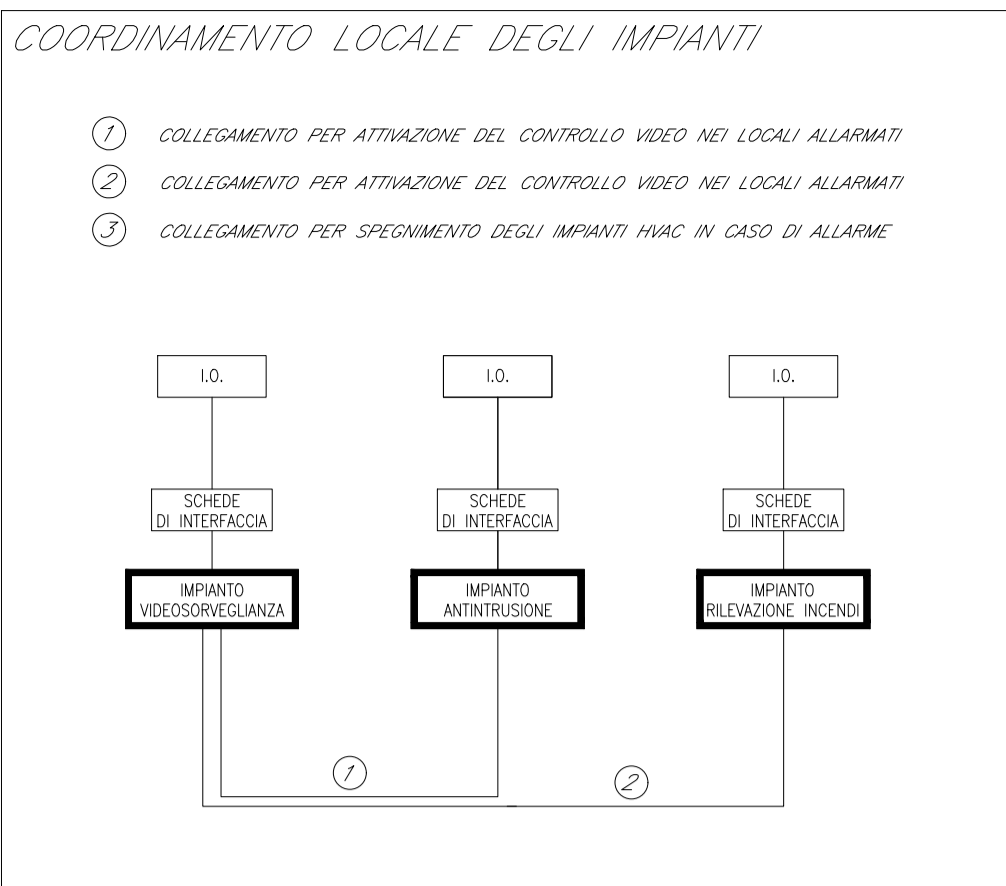 COORDINAMENTO LOCALE DEGLI IMPIANTI
1 COLLEGAMENTO PER ATTIVAZIONE DEL CONTROLLO VIDEO NEI LOCALI ALLARMATI
2 COLLEGAMENTO PER ATTIVAZIONE DEL CONTROLLO VIDEO NEI LOCALI ALLARMATI
3 COLLEGAMENTO PER SPEGNIMENTO DEGLI IMPIANTI HVAC IN CASO DI ALLARME
I.O.
I.O.
I.O.
SCHEDE
DI INTERFACCIA
SCHEDE
DI INTERFACCIA
SCHEDE
DI INTERFACCIA
IMPIANTO
VIDEOSORVEGLIANZA
IMPIANTO
ANTINTRUSIONE
IMPIANTO
RILEVAZIONE INCENDI
1
2